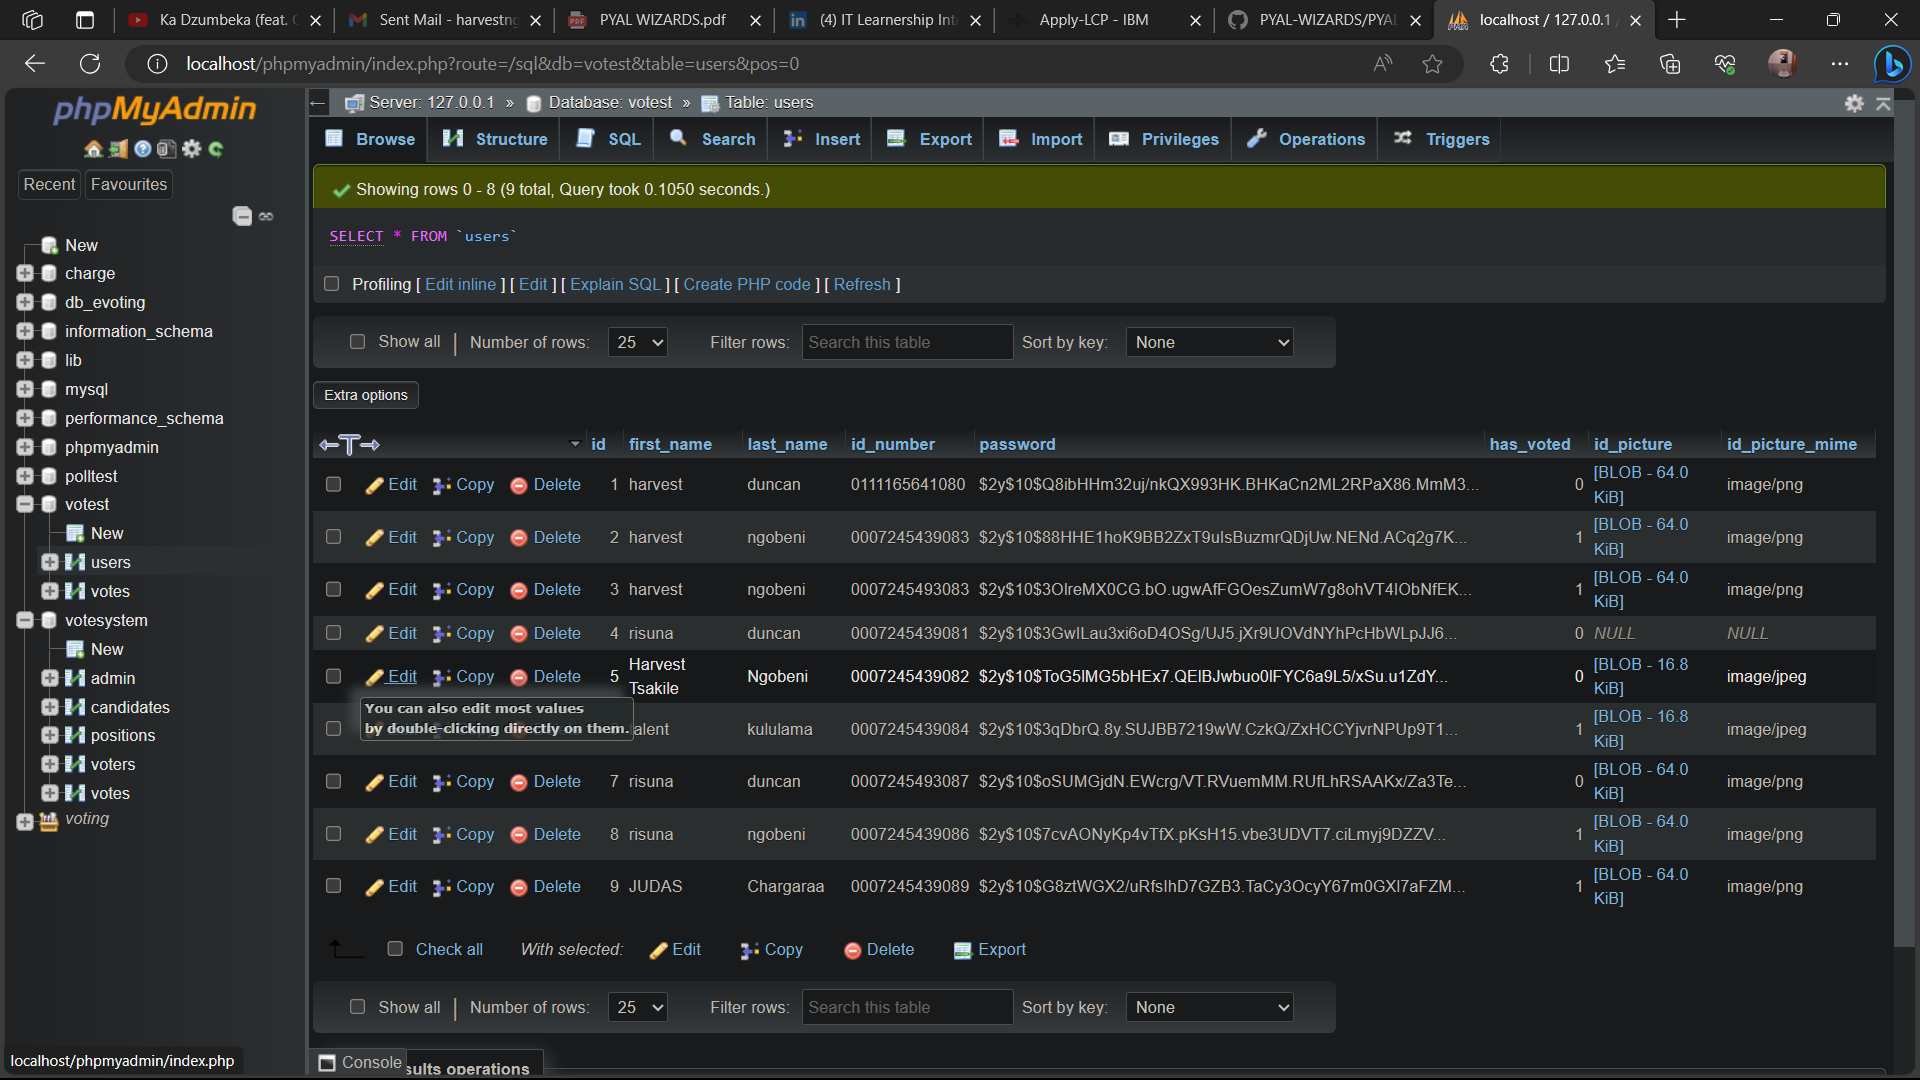 Ka Dzumbeka (feat. C
Sent Mail - harvestng
PYAL WIZARDS.pdf
(4) IT Learnership Int
Apply-LCP - IBM
PYAL-WIZARDS/PYAL
localhost / 127.0.0.1 /
localhost/phpmyadmin/index.php?route=/sql&db=votest&table=users&pos=0
phpMyAdmin
Recent
Favourites
New
charge
db_evoting
information_schema
lib
mysql
performance_schema
phpmyadmin
polltest
votest
New
users
votes
votesystem
New
admin
candidates
positions
voters
votes
voting
localhost/phpmyadmin/index.php
Server: 127.0.0.1 » Database: votest » Table: users
Browse Structure SQL Search Insert Export Import Privileges Operations Triggers
Showing rows 0 - 8 (9 total, Query took 0.1050 seconds.)
SELECT * FROM `users`
Profiling [ Edit inline ] [ Edit ] [ Explain SQL ] [ Create PHP code ] [ Refresh ]
Show all | Number of rows: 25 Filter rows: Search this table Sort by key: None
Extra options
id first_name last_name id_number password has_voted id_picture id_picture_mime
Edit Copy Delete 1 harvest duncan 0111165641080 $2y$10$Q8ibHHm32uj/nkQX993HK.BHKaCn2ML2RPaX86.MmM3... 0 [BLOB - 64.0 KiB] image/png
Edit Copy Delete 2 harvest ngobeni 0007245439083 $2y$10$88HHE1hoK9BB2ZxT9uIsBuzmrQDjUw.NENd.ACq2g7K... 1 [BLOB - 64.0 KiB] image/png
Edit Copy Delete 3 harvest ngobeni 0007245493083 $2y$10$3OIreMX0CG.bO.ugwAfFGOesZumW7g8ohVT4IObNfEK... 1 [BLOB - 64.0 KiB] image/png
Edit Copy Delete 4 risuna duncan 0007245439081 $2y$10$3GwILau3xi6oD4OSg/UJ5.jXr9UOVdNYhPcHbWLpJJ6... 0 NULL NULL
Edit Copy Delete 5 Harvest Tsakile Ngobeni 0007245439082 $2y$10$ToG5IMG5bHEx7.QEIBJwbuo0IFYC6a9L5/xSu.u1ZdY... 0 [BLOB - 16.8 KiB] image/jpeg
You can also edit most values
by double-clicking directly on them.
alent kululama 0007245439084 $2y$10$3qDbrQ.8y.SUJBB7219wW.CzkQ/ZxHCCYjvrNPUp9T1... 1 [BLOB - 16.8 KiB] image/jpeg
Edit Copy Delete 7 risuna duncan 0007245493087 $2y$10$oSUMGjdN.EWcrg/VT.RVuemMM.RUfLhRSAAKx/Za3Te... 0 [BLOB - 64.0 KiB] image/png
Edit Copy Delete 8 risuna ngobeni 0007245439086 $2y$10$7cvAONyKp4vTfX.pKsH15.vbe3UDVT7.ciLmyj9DZZV... 1 [BLOB - 64.0 KiB] image/png
Edit Copy Delete 9 JUDAS Chargaraa 0007245439089 $2y$10$G8ztWGX2/uRfsIhD7GZB3.TaCy3OcyY67m0GXI7aFZM... 1 [BLOB - 64.0 KiB] image/png
Check all With selected: Edit Copy Delete Export
Show all | Number of rows: 25 Filter rows: Search this table Sort by key: None
Console
sults operations